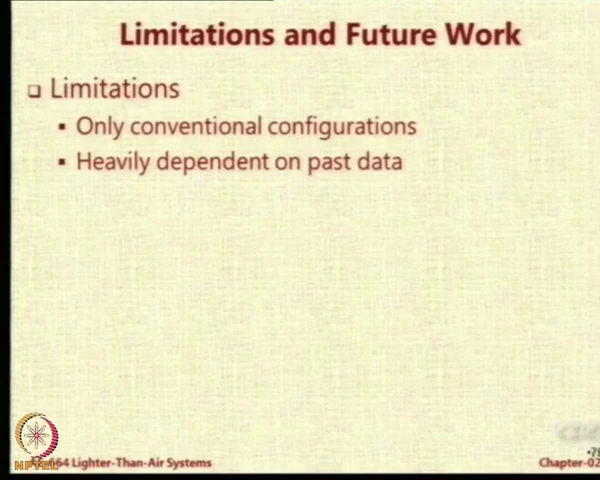 Limitations and Future Work
Limitations
Only conventional configurations
Heavily dependent on past data
NPTEL
664 Lighter-Than-Air Systems
Chapter-02